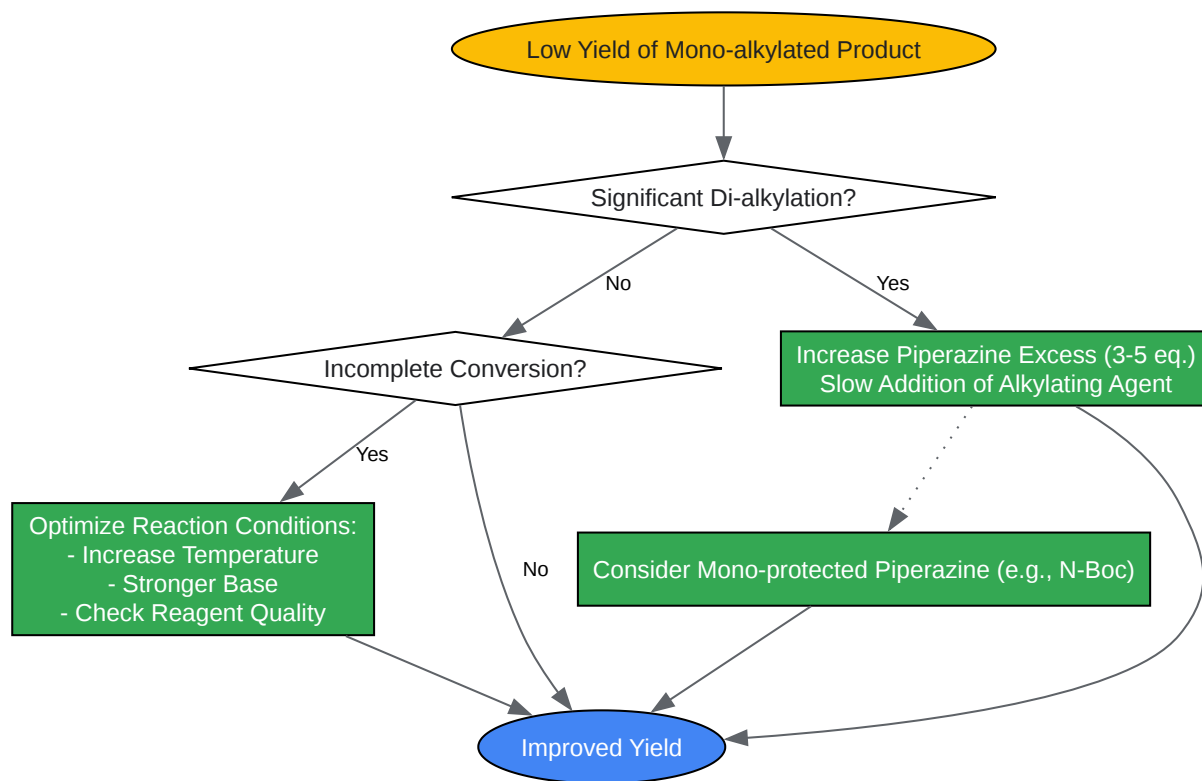 Low Yield of Mono-alkylated Product
Significant Di-alkylation?
No
Yes
Incomplete Conversion?
Increase Piperazine Excess (3-5 eq.)
Slow Addition of Alkylating Agent
Yes
Optimize Reaction Conditions:
- Increase Temperature
- Stronger Base
- Check Reagent Quality
No
Consider Mono-protected Piperazine (e.g., N-Boc)
Improved Yield